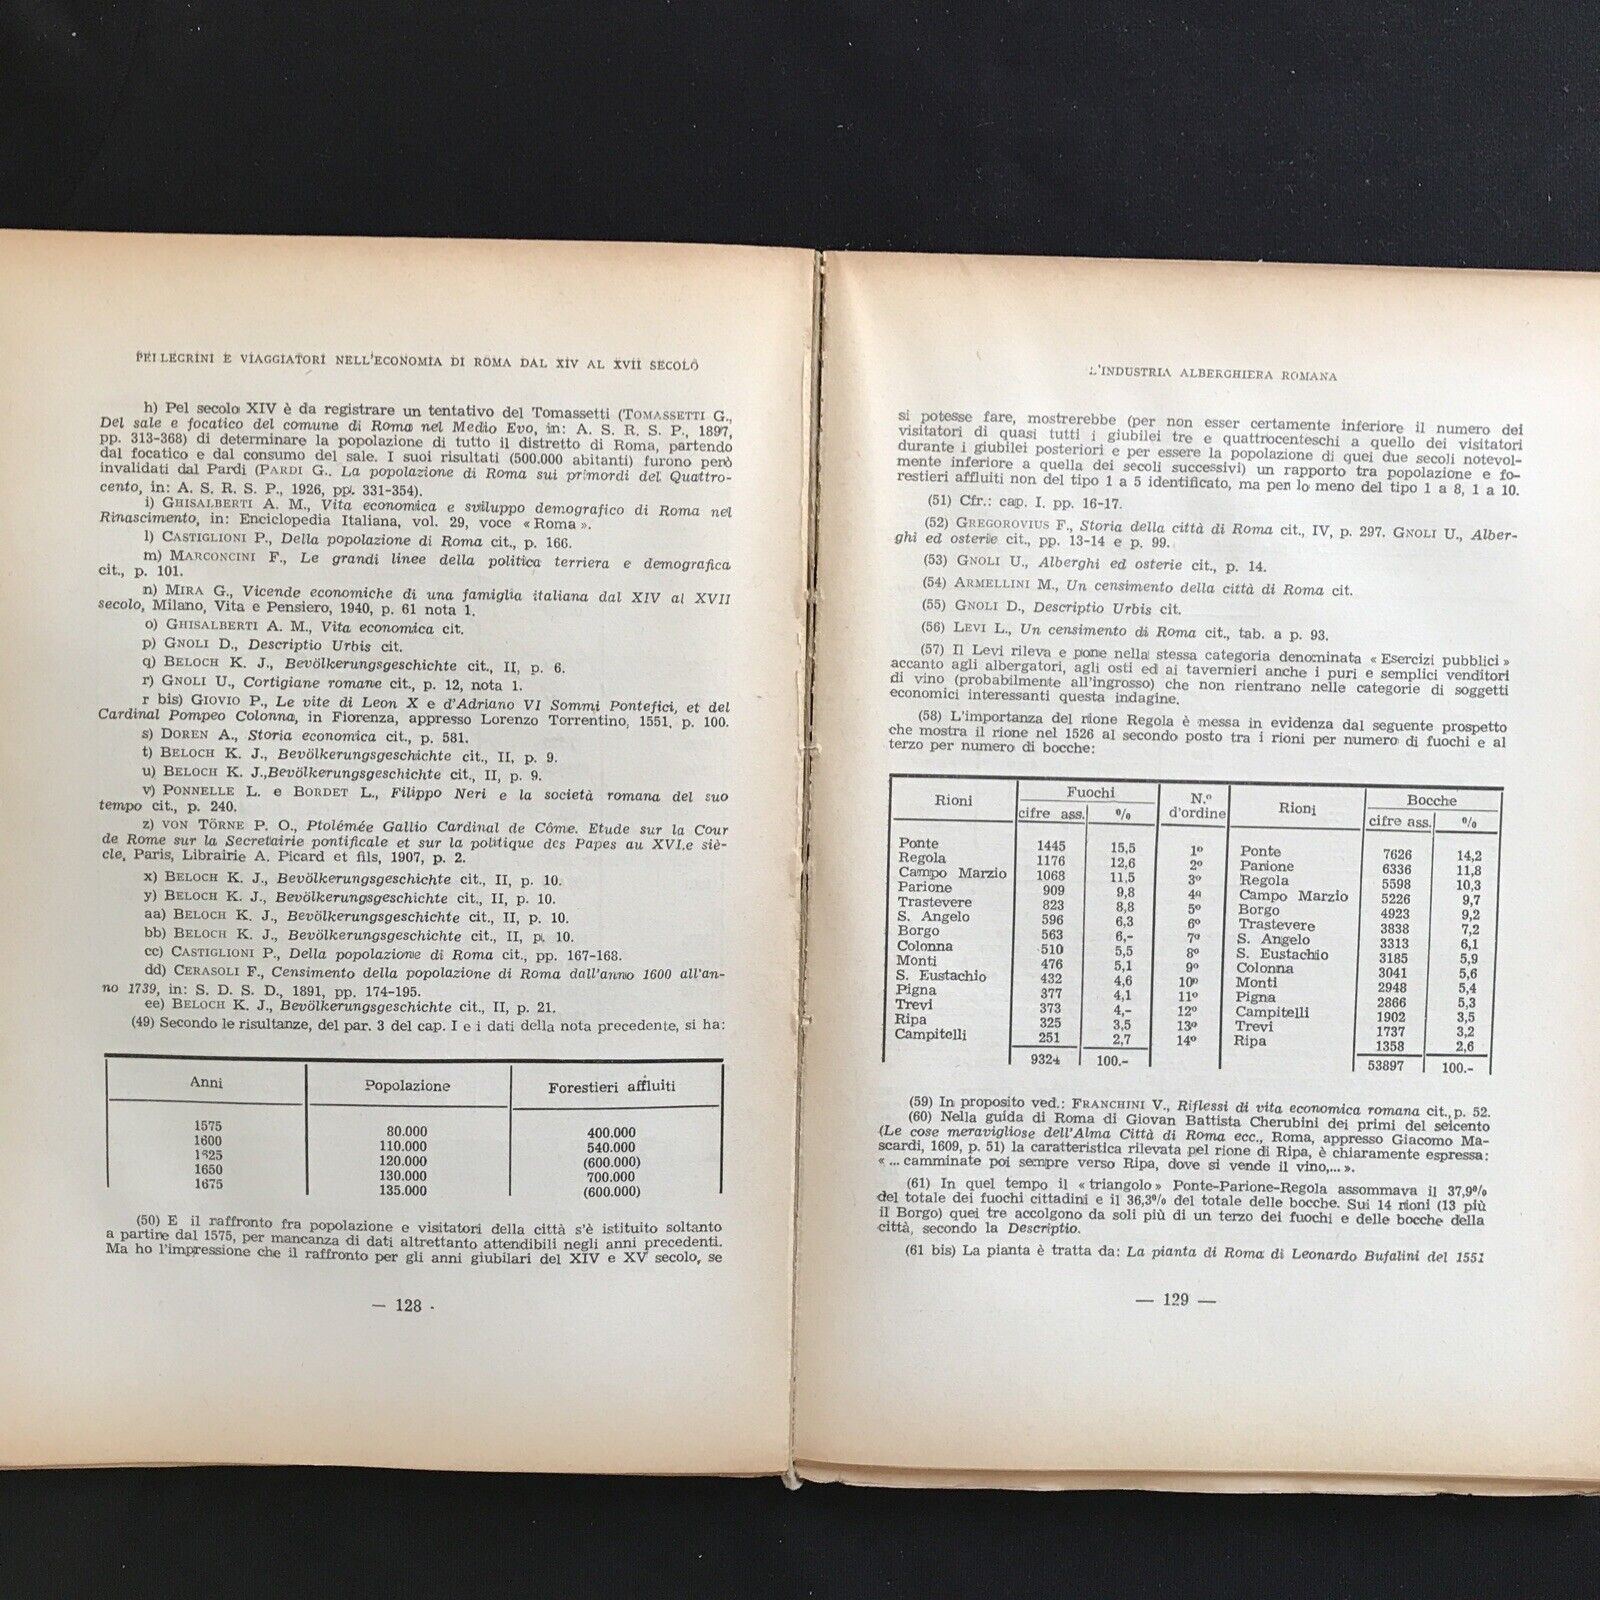 PELLEGRINI E VIAGGIATORI NELL'ECONOMIA DI ROMA DAL XIV AL XVII SECOLO
h) Pel secolo XIV è da registrare un tentativo del Tomassetti (TOMASSETTI G.,
Del sale e focatico del comune di Roma nel Medio Evo, in: A. S. R. S. P., 1897,
pp. 313-368) di determinare la popolazione di tutto il distretto di Roma, partendo
dal focatico e dal consumo del sale. I suoi risultati (500.000 abitanti) furono però
invalidati dal Pardi (PARDI G.. La popolazione di Roma sui primordi del Quattro-
cento, in: A. S. R. S. P., 1926, pp. 331-354).
i) GHISALBERTI A. M., Vita economica e sviluppo demografico di Roma nel
Rinascimento, in: Enciclopedia Italiana, vol. 29, voce « Roma ».
l) CASTIGLIONI P., Della popolazione di Roma cit., p. 166.
m) MARCONCINI F., Le grandi linee della politica terriera e demografica
cit., p. 101.
n) MIRA G., Vicende economiche di una famiglia italiana dal XIV al XVII
secolo, Milano, Vita e Pensiero, 1940, p. 61 nota 1.
o) GHISALBERTI A. M., Vita economica cit.
p) GNOLI D., Descriptio Urbis cit.
q) BELOCH K. J., Bevölkerungsgeschichte cit., II, p. 6.
r) GNOLI U., Cortigiane romane cit., p. 12, nota 1.
r bis) GIOVIO P., Le vite di Leon X e d'Adriano VI Sommi Pontefici, et del
Cardinal Pompeo Colonna, in Fiorenza, appresso Lorenzo Torrentino, 1551, p. 100.
s) DOREN A., Storia economica cit., p. 581.
t) BELOCH K. J., Bevölkerungsgeschichte cit., II, p. 9.
u) BELOCH K. J.,Bevölkerungsgeschichte cit., II, p. 9.
v) PONNELLE L. e BORDET L., Filippo Neri e la società romana del suo
tempo cit., p. 240.
z) VON TÖRNE P. O., Ptolémée Gallio Cardinal de Côme. Etude sur la Cour
de Rome sur la Secretairie pontificale et sur la politique des Papes au XVI.e siè-
cle, Paris, Librairie A. Picard et fils, 1907, p. 2.
x) BELOCH K. J., Bevölkerungsgeschichte cit., II, p. 10.
y) BELOCH K. J., Bevölkerungsgeschichte cit., II, p. 10.
aa) BELOCH K. J., Bevölkerungsgeschichte cit., II, p. 10.
bb) BELOCH K. J., Bevölkerungsgeschichte cit., II, p. 10.
cc) CASTIGLIONI P., Della popolazione di Roma cit., pp. 167-168.
dd) CERASOLI F., Censimento della popolazione di Roma dall'anno 1600 all'an-
no 1739, in: S. D. S. D., 1891, pp. 174-195.
ee) BELOCH K. J., Bevölkerungsgeschichte cit., II, p. 21.
(49) Secondo le risultanze, del par. 3 del cap. I e i dati della nota precedente, si ha:
Anni Popolazione Forestieri affluiti
1575 80.000 400.000
1600 110.000 540.000
1625 120.000 (600.000)
1650 130.000 700.000
1675 135.000 (600.000)
(50) E il raffronto fra popolazione e visitatori della città s'è istituito soltanto
a partire dal 1575, per mancanza di dati altrettanto attendibili negli anni precedenti.
Ma ho l'impressione che il raffronto per gli anni giubilari del XIV e XV secolo, se
— 128 -
L'INDUSTRIA ALBERGHIERA ROMANA
si potesse fare, mostrerebbe (per non esser certamente inferiore il numero dei
visitatori di quasi tutti i giubilei tre e quattrocenteschi a quello dei visitatori
durante i giubilei posteriori e per essere la popolazione di quei due secoli notevol-
mente inferiore a quella dei secoli successivi) un rapporto tra popolazione e fo-
restieri affluiti non del tipo 1 a 5 identificato, ma per lo meno del tipo 1 a 8, 1 a 10.
(51) Cfr.: cap. I. pp. 16-17.
(52) GREGOROVIUS F., Storia della città di Roma cit., IV, p. 297. GNOLI U., Alber-
ghi ed osterie cit., pp. 13-14 e p. 99.
(53) GNOLI U., Alberghi ed osterie cit., p. 14.
(54) ARMELLINI M., Un censimento della città di Roma cit.
(55) GNOLI D., Descriptio Urbis cit.
(56) LEVI L., Un censimento di Roma cit., tab. a p. 93.
(57) Il Levi rileva e pone nella stessa categoria denominata « Esercizi pubblici »
accanto agli albergatori, agli osti ed ai tavernieri anche i puri e semplici venditori
di vino (probabilmente all'ingrosso) che non rientrano nelle categorie di soggetti
economici interessanti questa indagine.
(58) L'importanza del rione Regola è messa in evidenza dal seguente prospetto
che mostra il rione nel 1526 al secondo posto tra i rioni per numero di fuochi e al
terzo per numero di bocche:
Rioni Fuochi N.º d'ordine Rioni Bocche
cifre ass. % cifre ass. %
Ponte 1445 15,5 1º Ponte 7626 14,2
Regola 1176 12,6 2º Parione 6336 11,8
Campo Marzio 1068 11,5 3º Regola 5598 10,3
Parione 909 9,8 4º Campo Marzio 5226 9,7
Trastevere 823 8,8 5º Borgo 4923 9,2
S. Angelo 596 6,3 6º Trastevere 3838 7,2
Borgo 563 6,- 7º S. Angelo 3313 6,1
Colonna 510 5,5 8º S. Eustachio 3185 5,9
Monti 476 5,1 9º Colonna 3041 5,6
S. Eustachio 432 4,6 10º Monti 2948 5,4
Pigna 377 4,1 11º Pigna 2866 5,3
Trevi 373 4,- 12º Campitelli 1902 3,5
Ripa 325 3,5 13º Trevi 1737 3,2
Campitelli 251 2,7 14º Ripa 1358 2,6
9324 100.- 53897 100.-
(59) In proposito ved.: FRANCHINI V., Riflessi di vita economica romana cit., p. 52.
(60) Nella guida di Roma di Giovan Battista Cherubini dei primi del seicento
(Le cose meravigliose dell'Alma Città di Roma ecc., Roma, appresso Giacomo Ma-
scardi, 1609, p. 51) la caratteristica rilevata pel rione di Ripa, è chiaramente espressa:
« ... camminate poi sempre verso Ripa, dove si vende il vino,... ».
(61) In quel tempo il « triangolo » Ponte-Parione-Regola assommava il 37,9%
del totale dei fuochi cittadini e il 36,3% del totale delle bocche. Sui 14 rioni (13 più
il Borgo) quei tre accolgono da soli più di un terzo dei fuochi e delle bocche della
città, secondo la Descriptio.
(61 bis) La pianta è tratta da: La pianta di Roma di Leonardo Bufalini del 1551
— 129 —